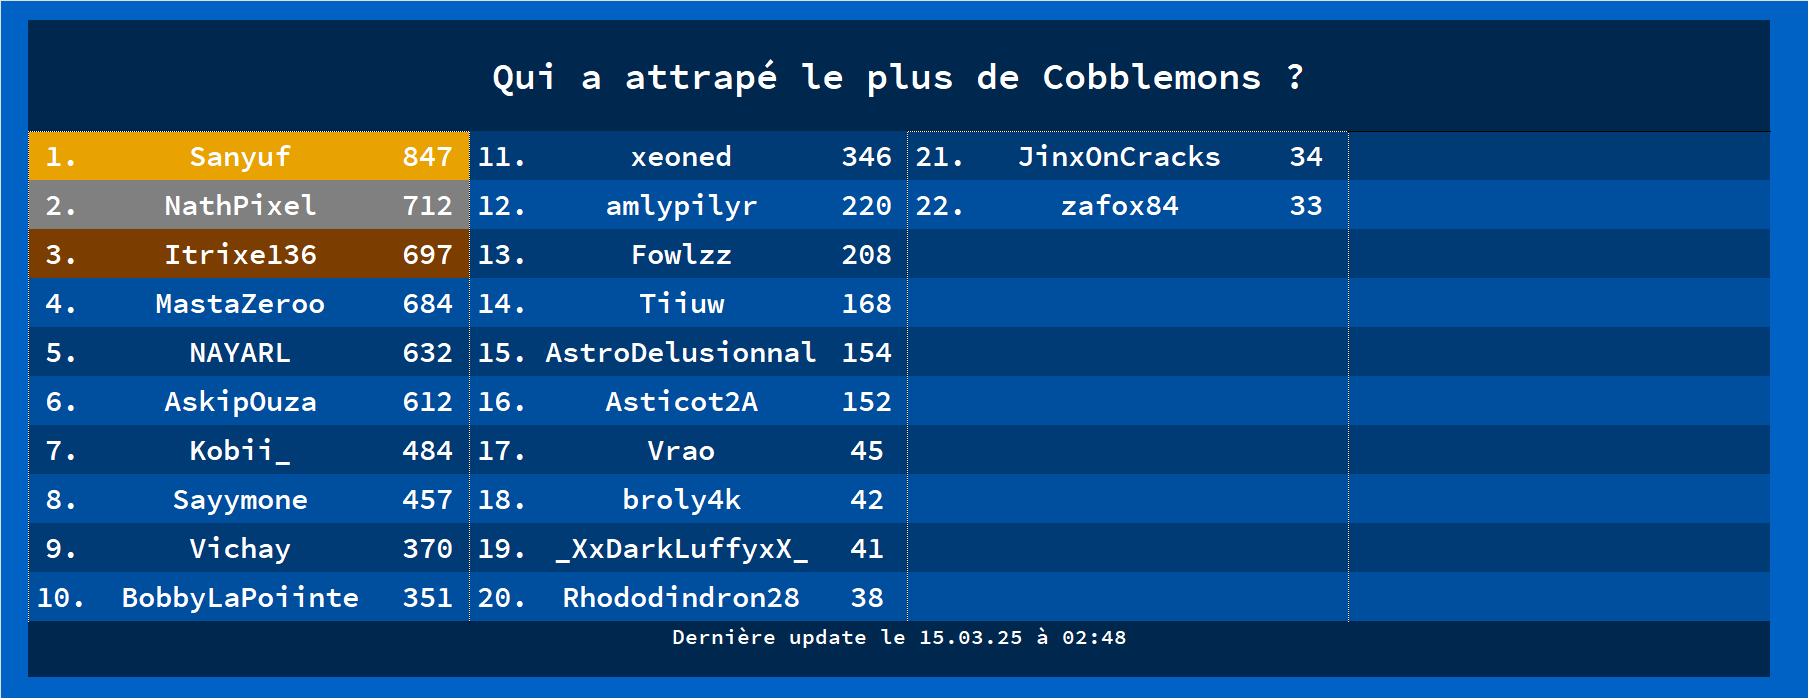 Qui a attrapé le plus de Cobblemons ?
1. Sanyuf 847
2. NathPixel 712
3. Itrixe136 697
4. MastaZeroo 684
5. NAYARL 632
6. AskipOuza 612
7. Kobii_ 484
8. Sayymone 457
9. Vichay 370
10. BobbyLaPoiinte 351
11. xeoned 346
12. amlypilyr 220
13. Fowlzz 208
14. Tiiuw 168
15. AstroDelusionnal 154
16. Asticot2A 152
17. Vrao 45
18. broly4k 42
19. _XxDarkLuffyxX_ 41
20. Rhododindron28 38
21. JinxOnCracks 34
22. zafox84 33
Dernière update le 15.03.25 à 02:48